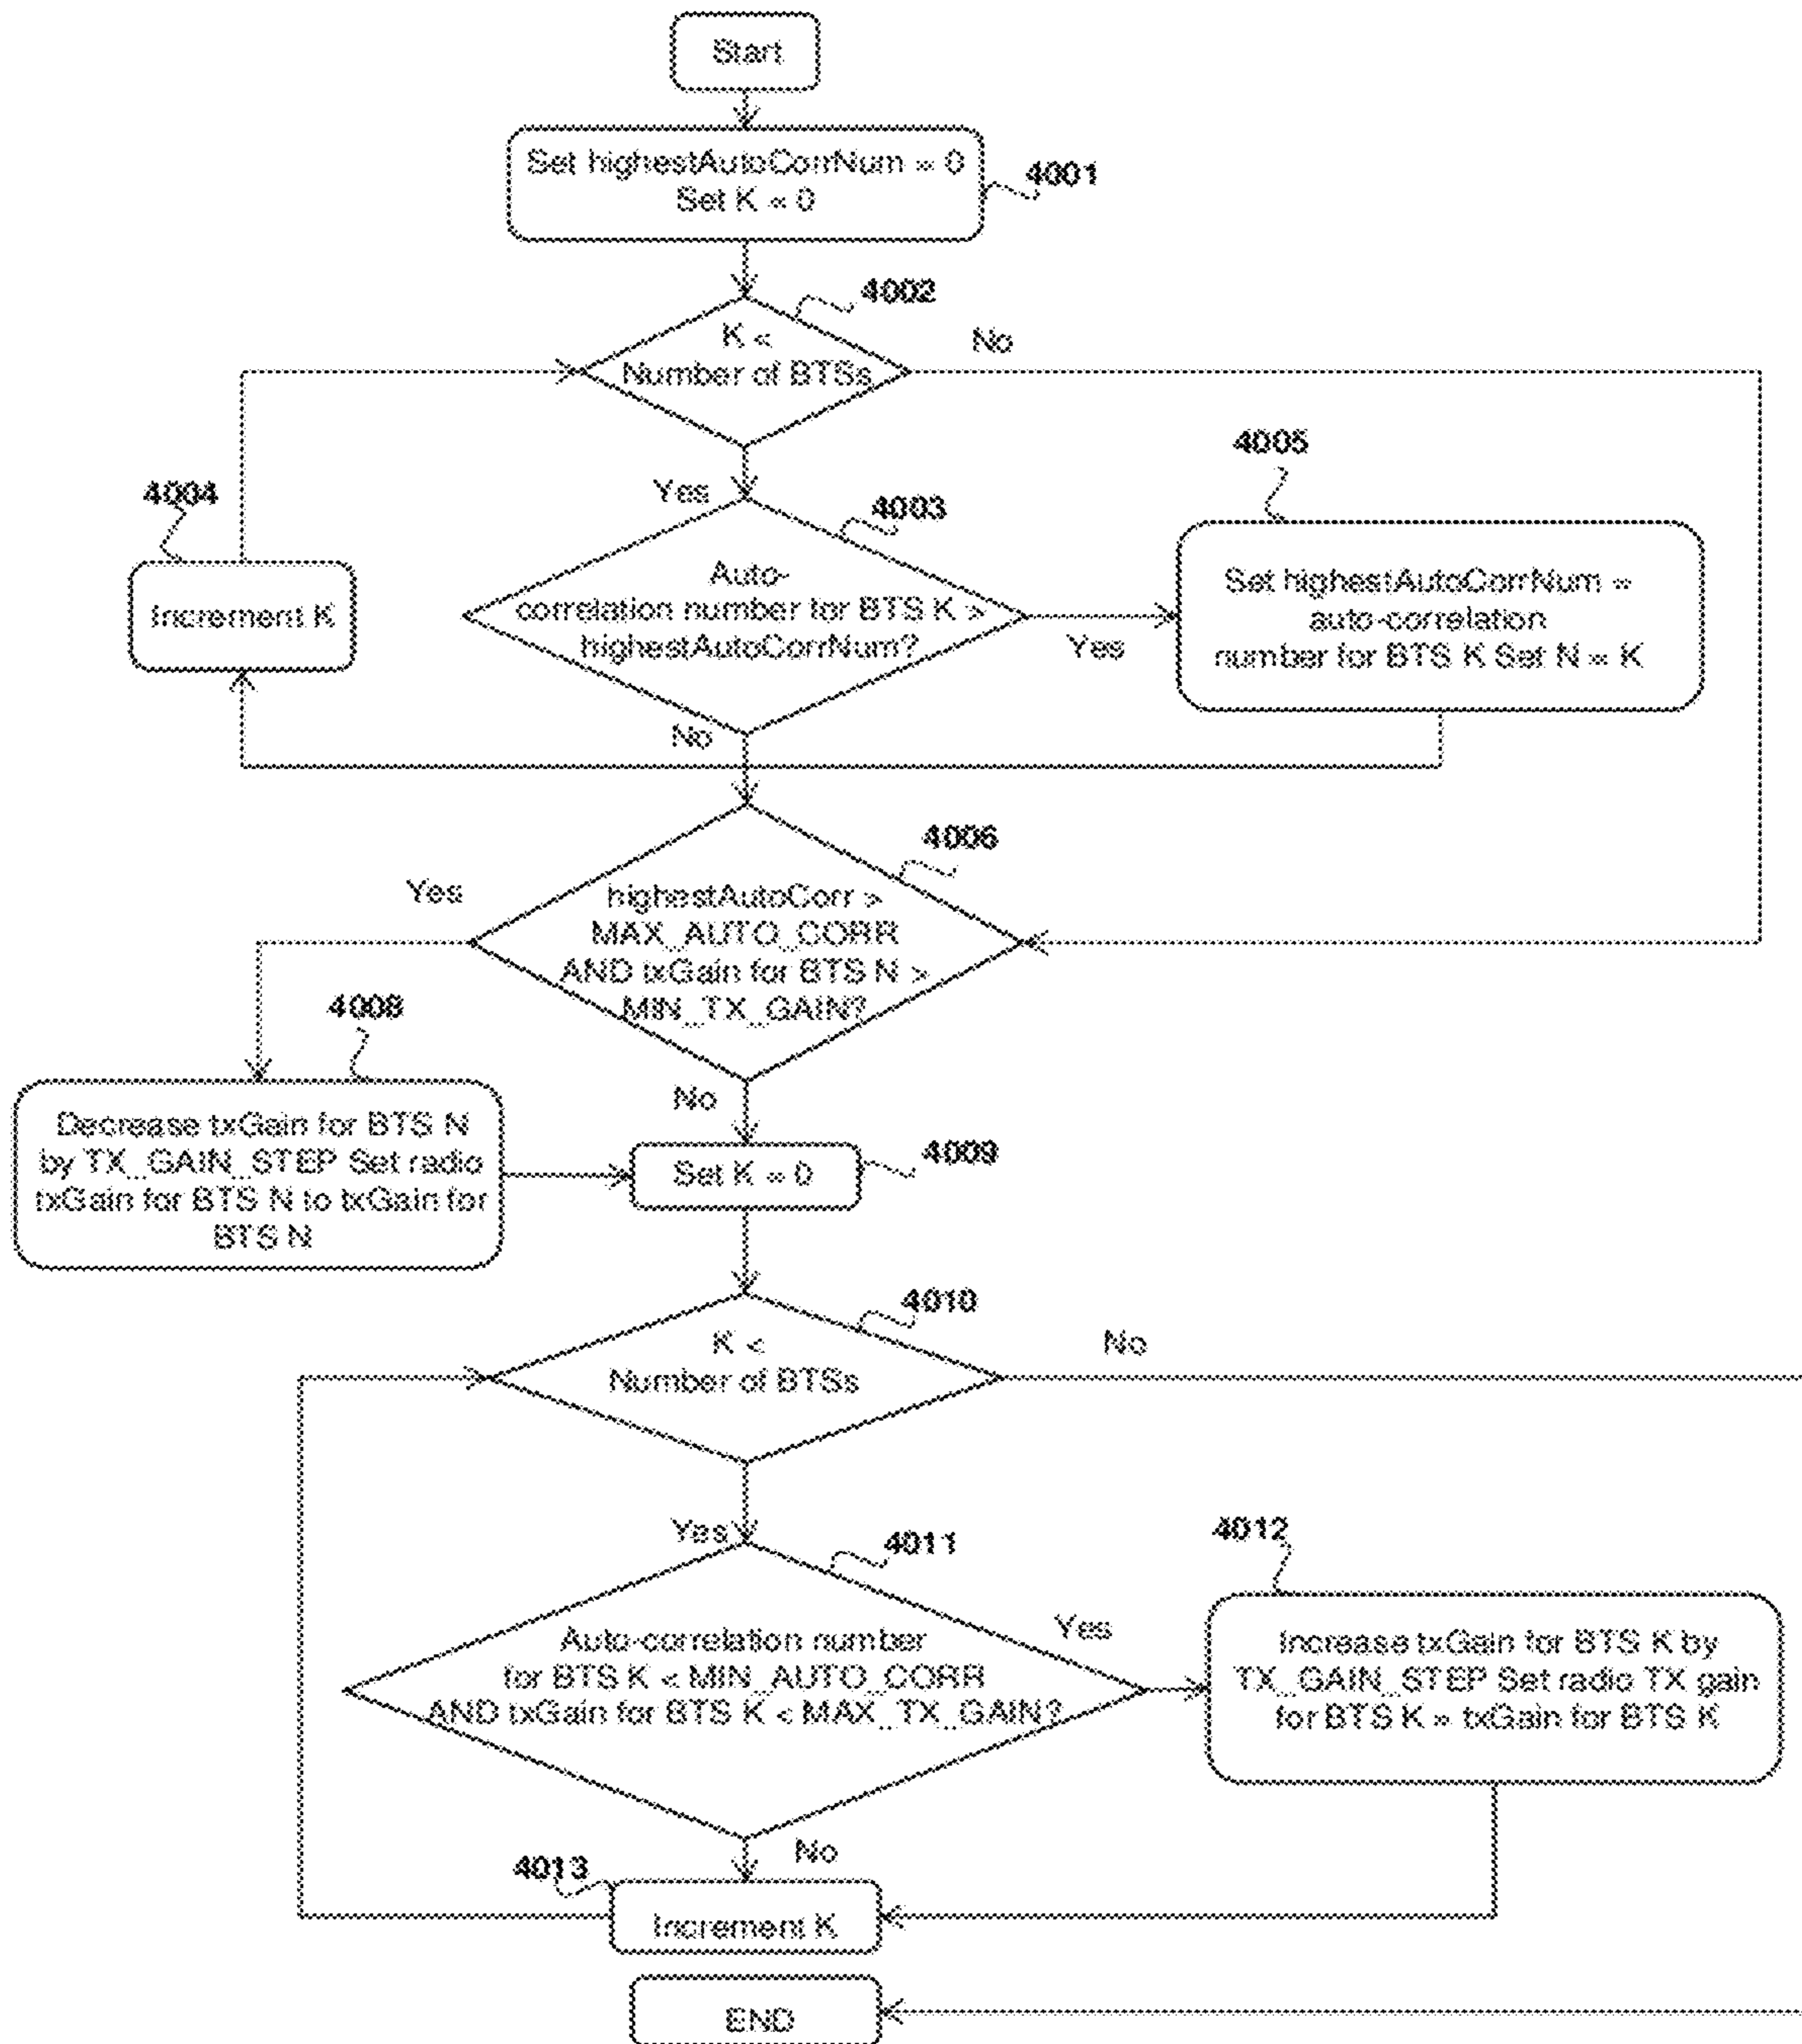 Start
Set highestAutoCorrNum = 0
Set K = 0
4001
4002
K <
Number of BTSs
No
Yes
4003
4004
Increment K
4005
Auto-
correlation number for BTS K >
highestAutoCorrNum?
Yes
Set highestAutoCorrNum =
auto-correlation
number for BTS K Set N = K
No
4006
Yes
highestAutoCorr >
MAX_AUTO_CORR
AND txGain for BTS N >
MIN_TX_GAIN?
4008
Decrease txGain for BTS N
by TX_GAIN_STEP Set radio
txGain for BTS N to txGain for
BTS N
No
Set K = 0
4009
4010
K <
Number of BTSs
No
Yes
4011
4012
Auto-correlation number
for BTS K < MIN_AUTO_CORR
AND txGain for BTS K < MAX_TX_GAIN?
Yes
Increase txGain for BTS K by
TX_GAIN_STEP Set radio TX gain
for BTS K = txGain for BTS K
No
4013
Increment K
END